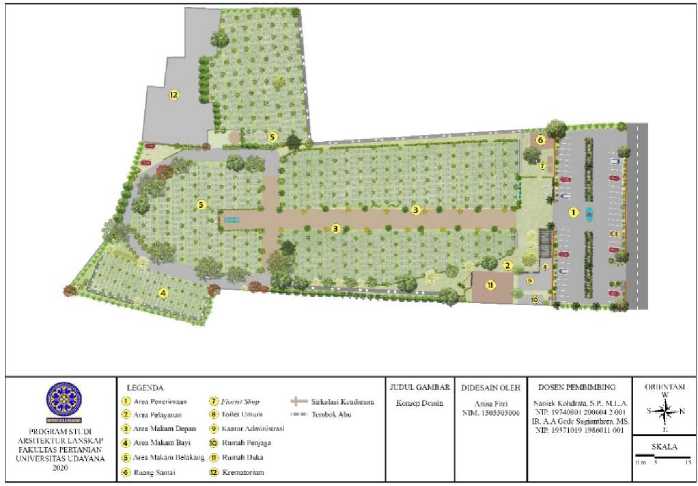 12
5
6
7
5
3
3
1
4
2
11
9
10
PROGRAM STUDI
ARSITEKTUR LANSKAP
FAKULTAS PERTANIAN
UNIVERSITAS UDAYANA
2020
LEGENDA
1 Area Penerimaan
2 Area Pelayanan
3 Area Makam Depan
4 Area Makam Bayi
5 Area Makam Belakang
6 Ruang Santai
7 Florist Shop
8 Toilet Umum
9 Kantor Administrasi
10 Rumah Penjaga
11 Rumah Duka
12 Krematorium
Sirkulasi Kendaraan
Tembok Abu
JUDUL GAMBAR
Konsep Desain
DIDESAIN OLEH
Anisa Fitri
NIM.
DOSEN PEMBIMBING
Naniek Kohdrata, S.P., M.L.A.
NIP. 19740801 200604 2 001
IR. A.A Gede Sugianthara, MS.
NIP. 19571019 1986011 001
ORIENTASI
W
S
N
E
SKALA
0 m
15